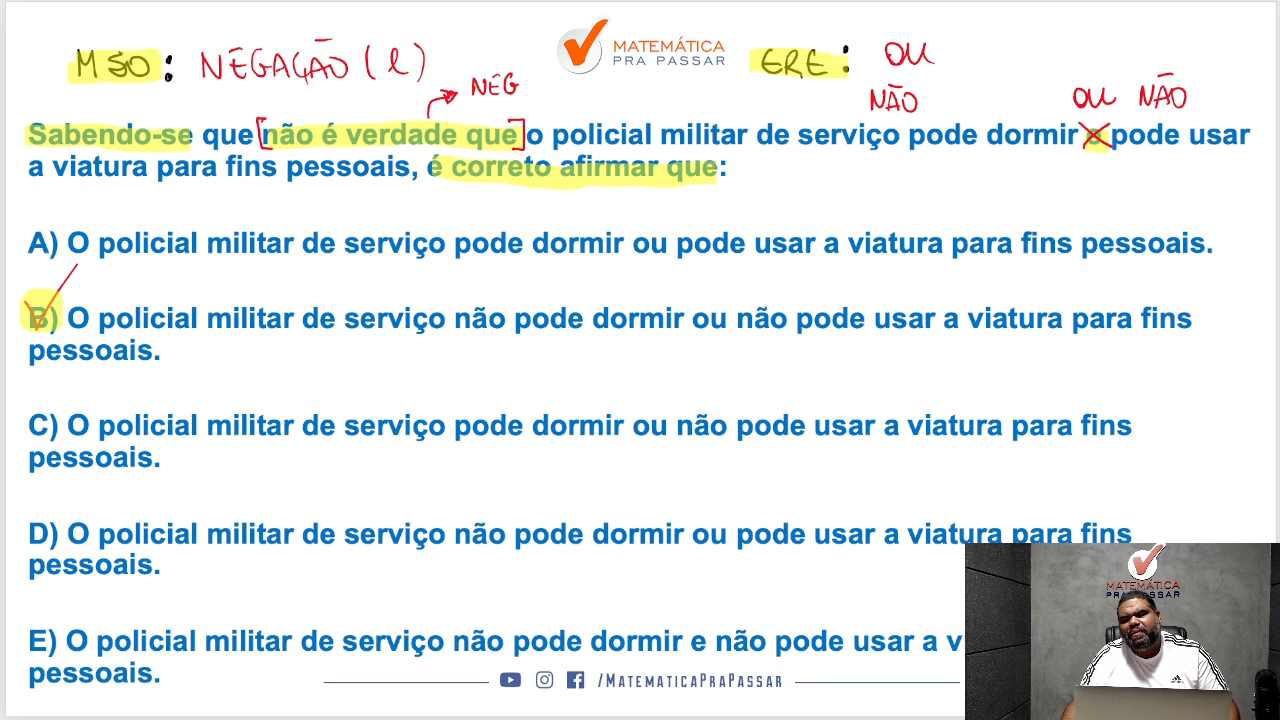 MSO: NEGAÇÃO (e)
MATEMÁTICA
PRA PASSAR
ERE: OU
NEG
NÃO
OU NÃO
Sabendo-se que [não é verdade que] o policial militar de serviço pode dormir e pode usar
a viatura para fins pessoais, é correto afirmar que:
A) O policial militar de serviço pode dormir ou pode usar a viatura para fins pessoais.
B) O policial militar de serviço não pode dormir ou não pode usar a viatura para fins
pessoais.
C) O policial militar de serviço pode dormir ou não pode usar a viatura para fins
pessoais.
D) O policial militar de serviço não pode dormir ou pode usar a viatura para fins
pessoais.
E) O policial militar de serviço não pode dormir e não pode usar a v
pessoais.
/MATEMATICAPRAPASSAR
MATEMÁTICA
PRA PASSAR
adidas